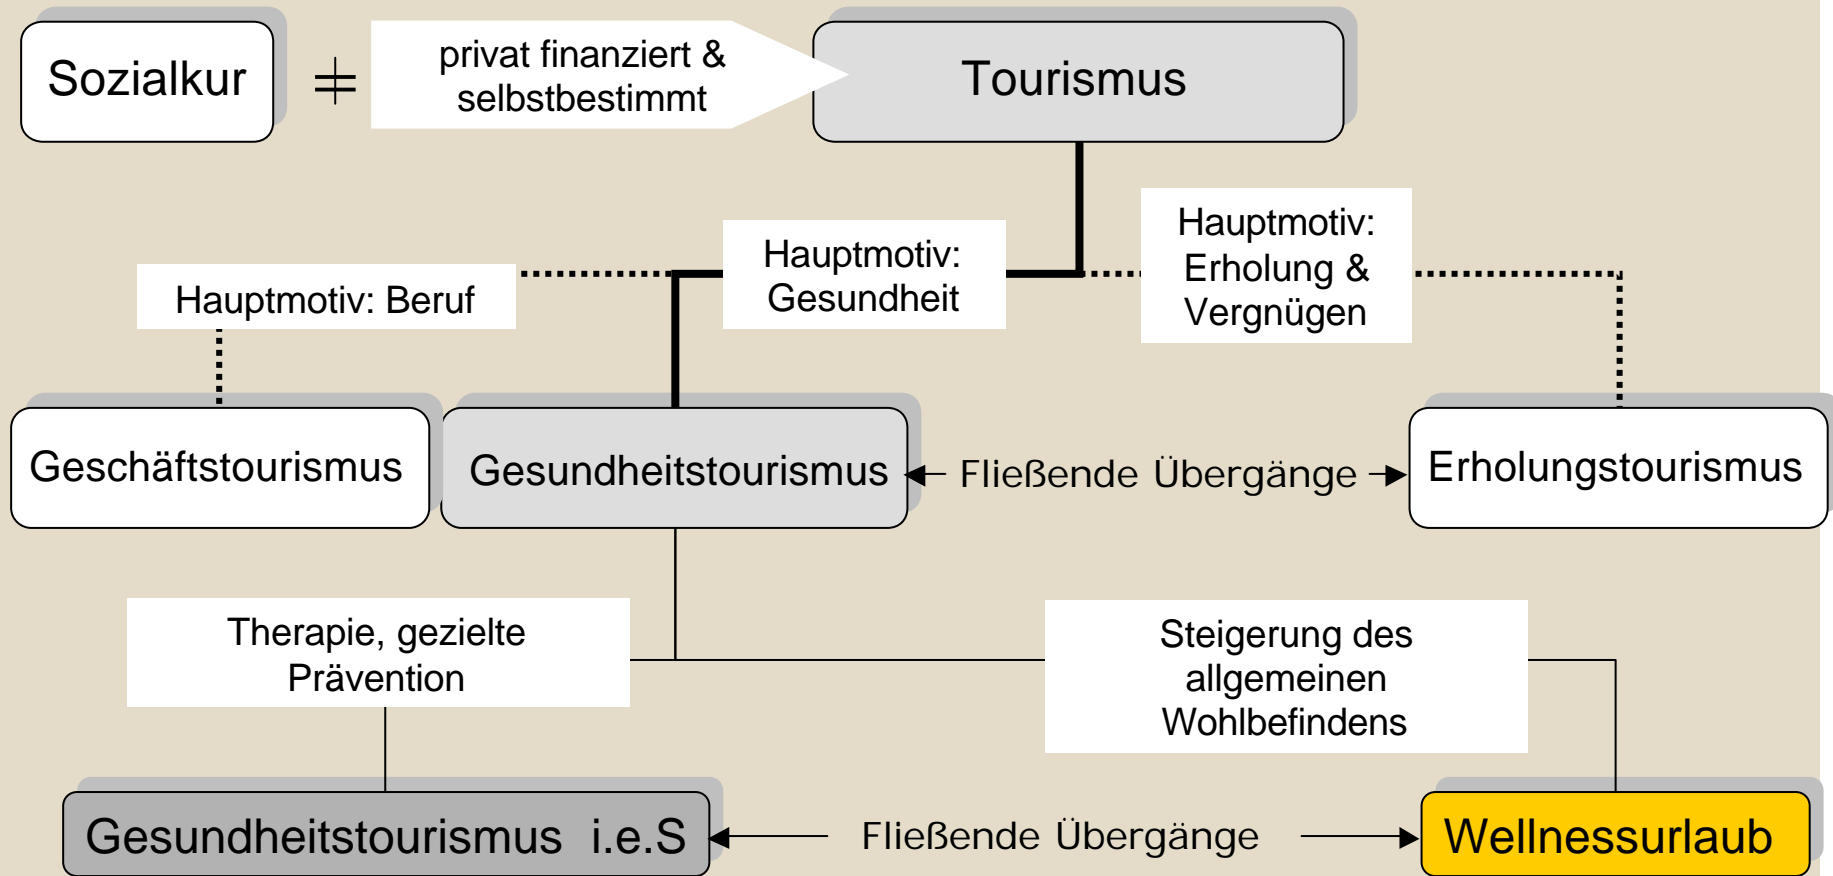 Sozialkur
≠
privat finanziert &
selbstbestimmt
Tourismus
Hauptmotiv: Beruf
Hauptmotiv:
Gesundheit
Hauptmotiv:
Erholung &
Vergnügen
Geschäftstourismus
Gesundheitstourismus
Fließende Übergänge
Erholungstourismus
Therapie, gezielte
Prävention
Steigerung des
allgemeinen
Wohlbefindens
Gesundheitstourismus i.e.S
Fließende Übergänge
Wellnessurlaub